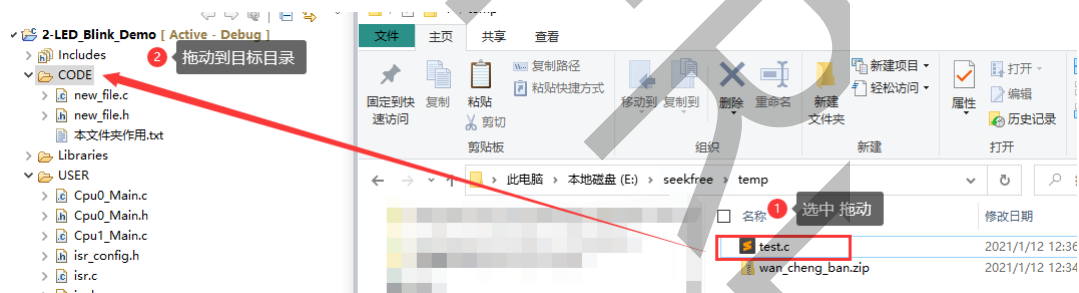 2-LED_Blink_Demo [ Active - Debug ]
Includes
2 拖动到目标目录
CODE
new_file.c
new_file.h
本文件夹作用.txt
Libraries
USER
Cpu0_Main.c
Cpu0_Main.h
Cpu1_Main.c
isr_config.h
isr.c
temp
文件 主页 共享 查看
固定到快速访问
复制
粘贴
复制路径
粘贴快捷方式
剪切
剪贴板
移动到 复制到 删除 重命名
组织
新建文件夹
新建项目
轻松访问
新建
属性
打开
编辑
历史记录
打开
此电脑 › 本地磁盘 (E:) › seekfree › temp
名称 1 选中 拖动 修改日期
test.c 2021/1/12 12:36
wan_cheng_ban.zip 2021/1/12 12:34